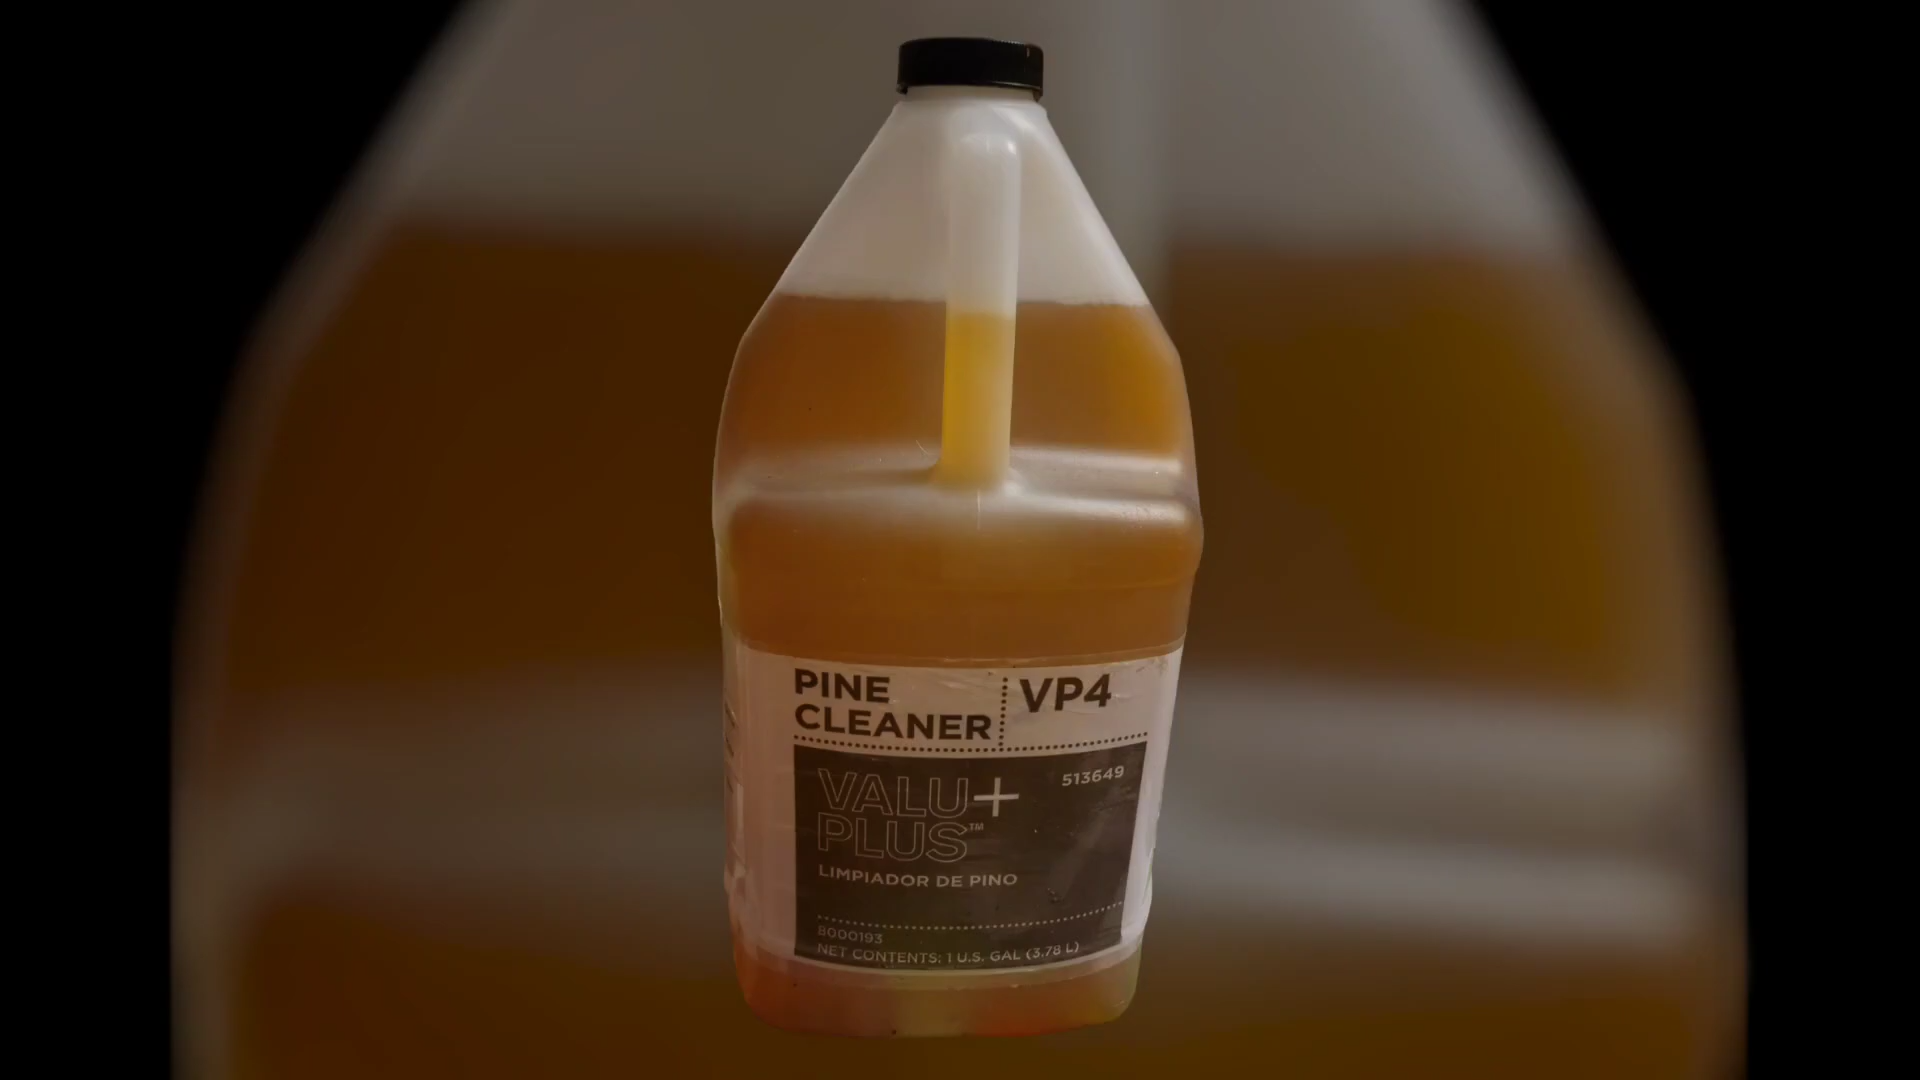 PINE
CLEANER
VP4
513649
VALU+
PLUS™
LIMPIADOR DE PINO
8000193
NET CONTENTS: 1 U.S. GAL (3.78 L)